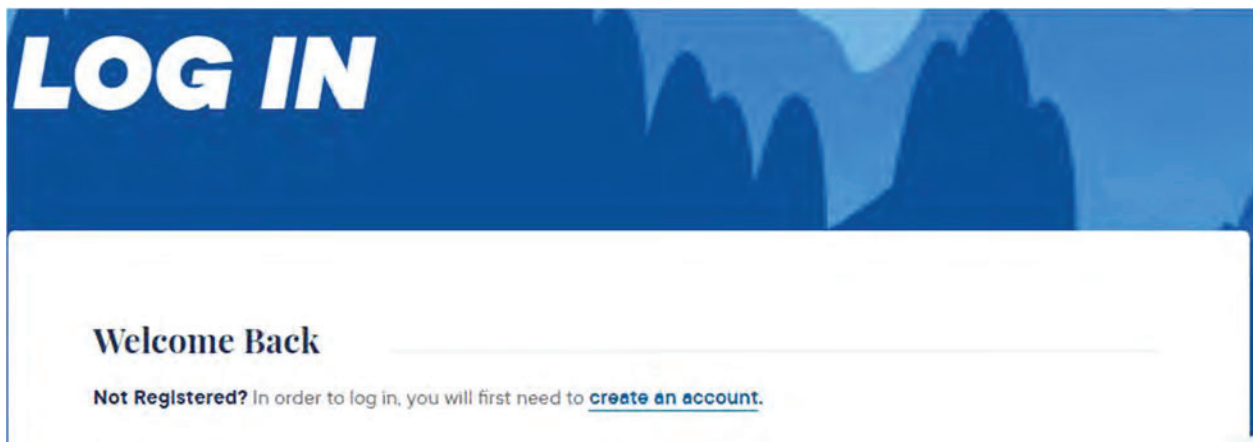 LOG IN
Welcome Back
Not Registered? In order to log in, you will first need to create an account.